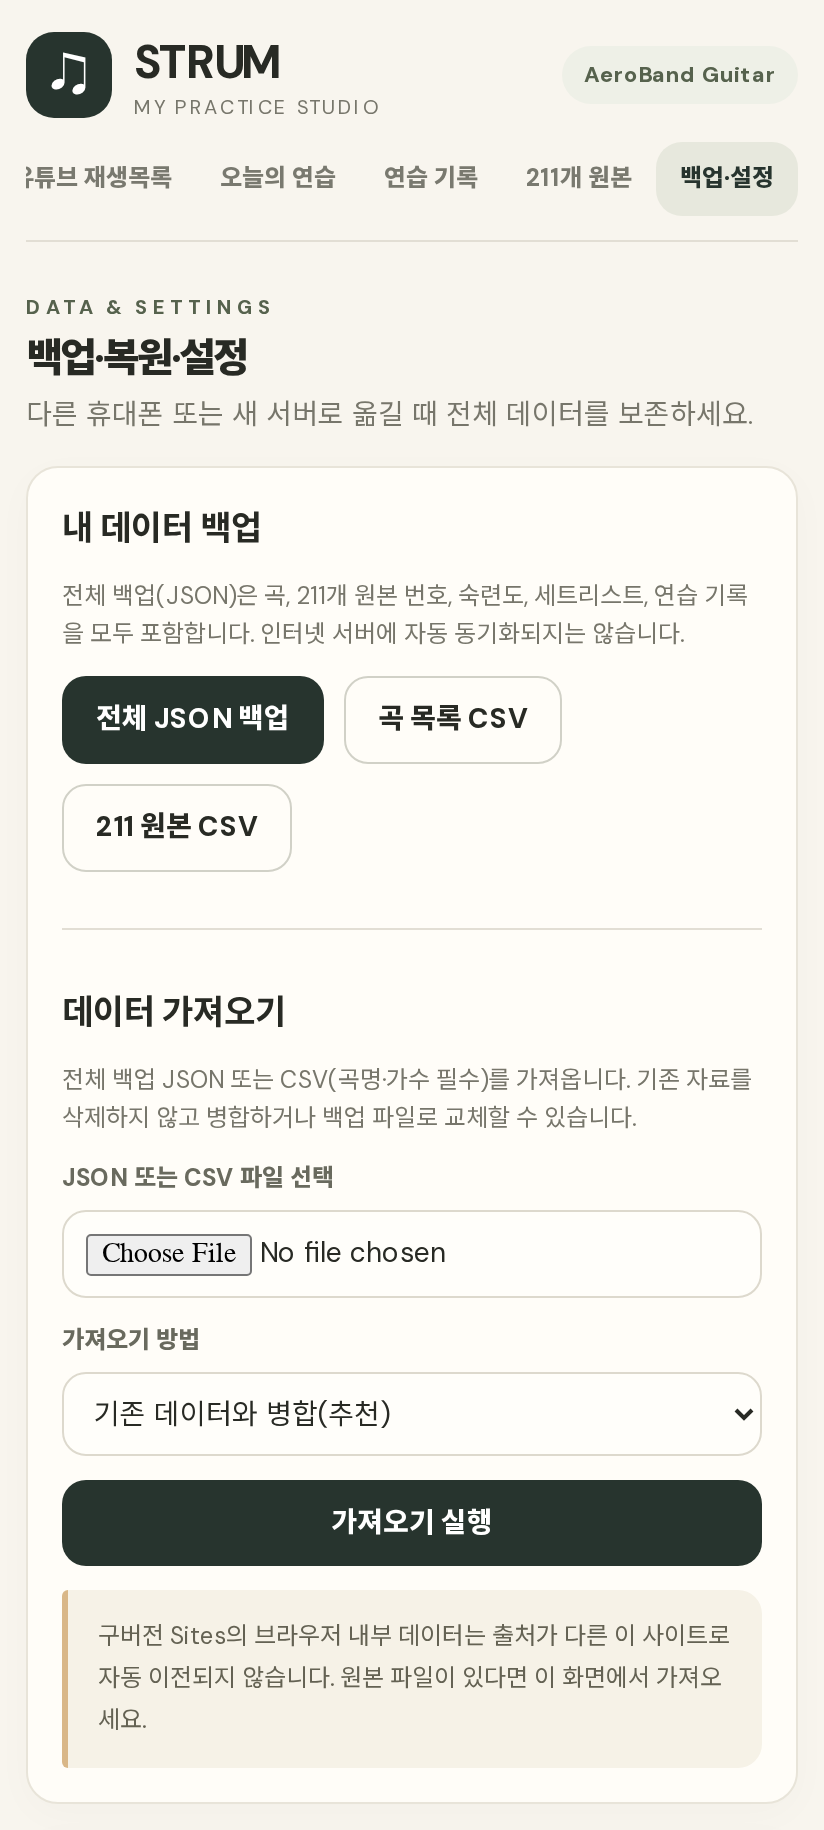 STRUM
MY PRACTICE STUDIO
AeroBand Guitar
유튜브 재생목록
오늘의 연습
연습 기록
211개 원본
백업·설정
DATA & SETTINGS
백업·복원·설정
다른 휴대폰 또는 새 서버로 옮길 때 전체 데이터를 보존하세요.
내 데이터 백업
전체 백업(JSON)은 곡, 211개 원본 번호, 숙련도, 세트리스트, 연습 기록
을 모두 포함합니다. 인터넷 서버에 자동 동기화되지는 않습니다.
전체 JSON 백업
곡 목록 CSV
211 원본 CSV
데이터 가져오기
전체 백업 JSON 또는 CSV(곡명·가수 필수)를 가져옵니다. 기존 자료를
삭제하지 않고 병합하거나 백업 파일로 교체할 수 있습니다.
JSON 또는 CSV 파일 선택
Choose File No file chosen
가져오기 방법
기존 데이터와 병합(추천)
가져오기 실행
구버전 Sites의 브라우저 내부 데이터는 출처가 다른 이 사이트로
자동 이전되지 않습니다. 원본 파일이 있다면 이 화면에서 가져오
세요.